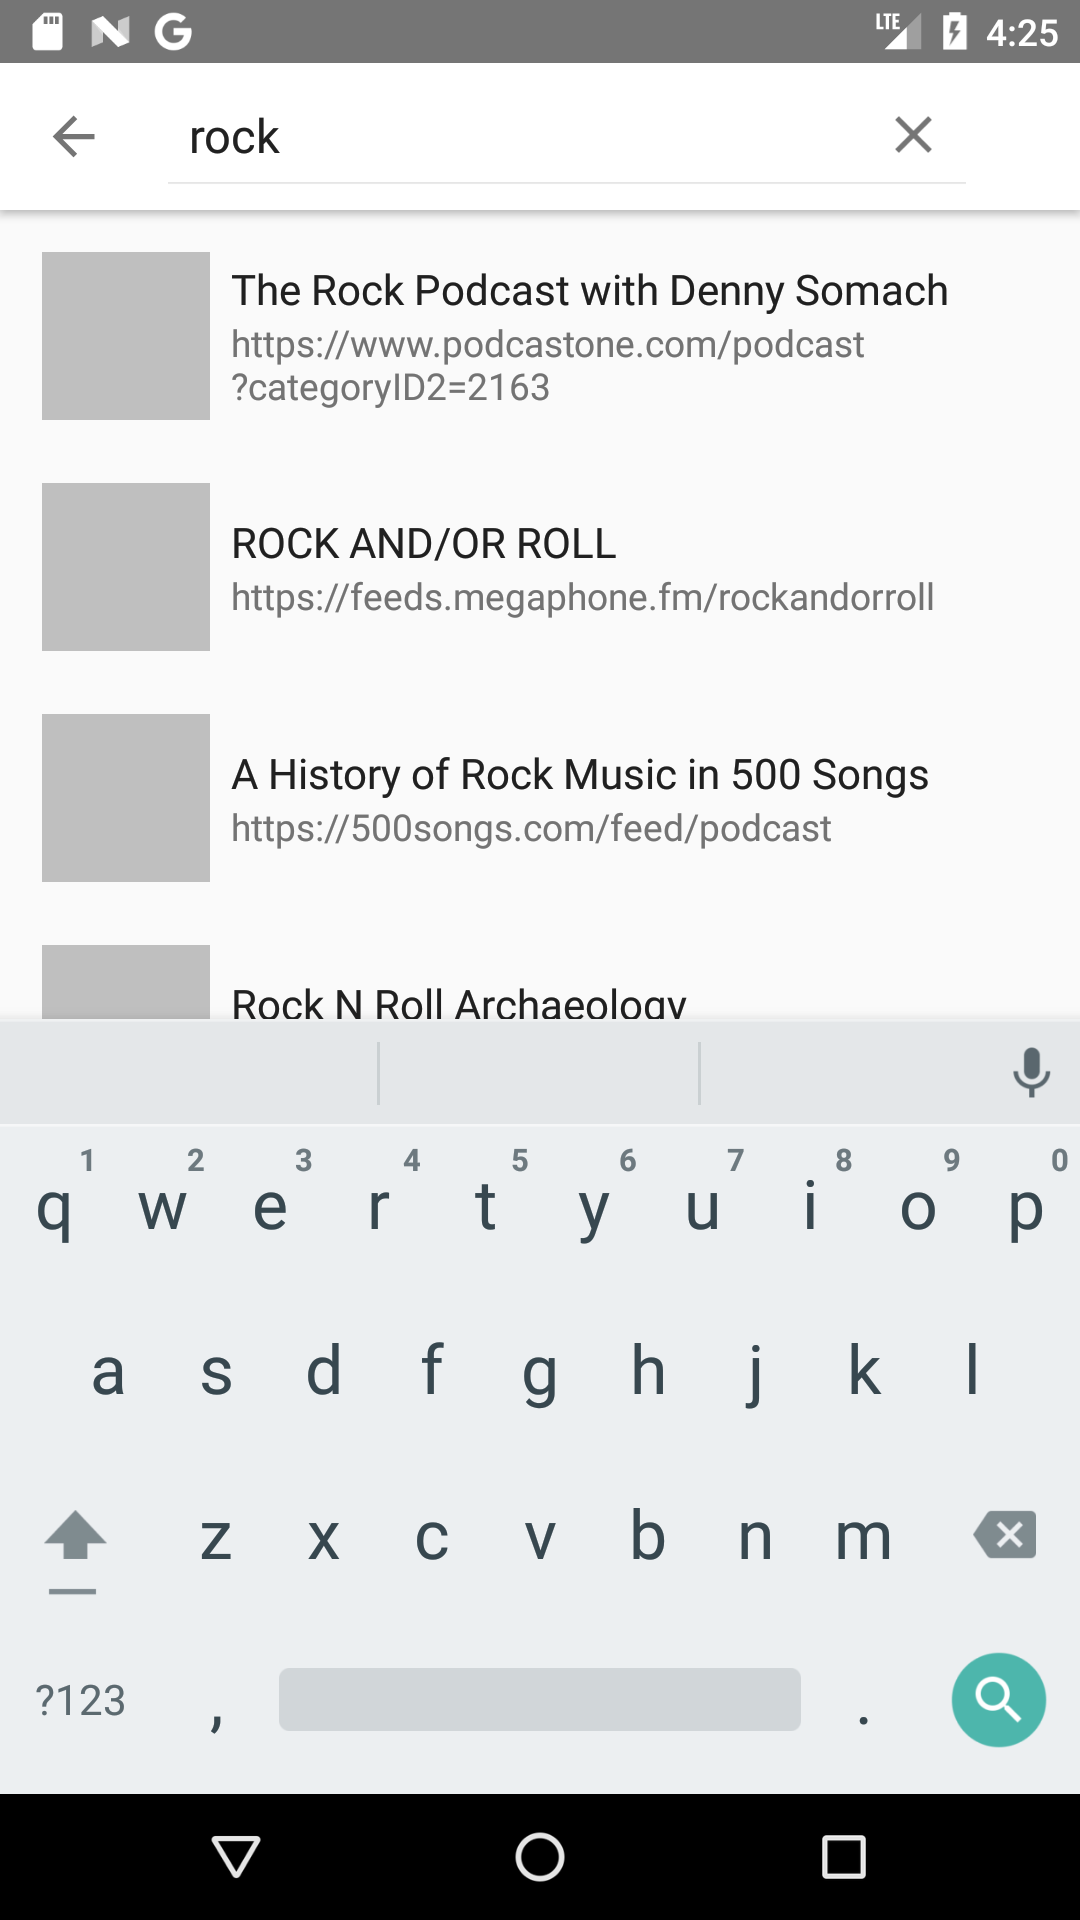 LTE 4:25
rock
The Rock Podcast with Denny Somach
https://www.podcastone.com/podcast
?categoryID2=2163
ROCK AND/OR ROLL
https://feeds.megaphone.fm/rockandorroll
A History of Rock Music in 500 Songs
https://500songs.com/feed/podcast
Rock N Roll Archaeology
1 2 3 4 5 6 7 8 9 0
q w e r t y u i o p
a s d f g h j k l
z x c v b n m
?123 , .